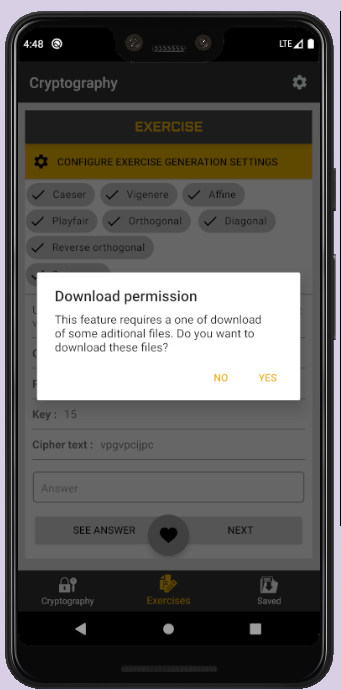 4:48
LTE
Cryptography
EXERCISE
CONFIGURE EXERCISE GENERATION SETTINGS
Caeser Vigenere Affine
Playfair Orthogonal Diagonal
Reverse orthogonal
Download permission
This feature requires a one of download
of some aditional files. Do you want to
download these files?
NO YES
Key : 15
Cipher text : vpgvpcijpc
Answer
SEE ANSWER NEXT
Cryptography Exercises Saved